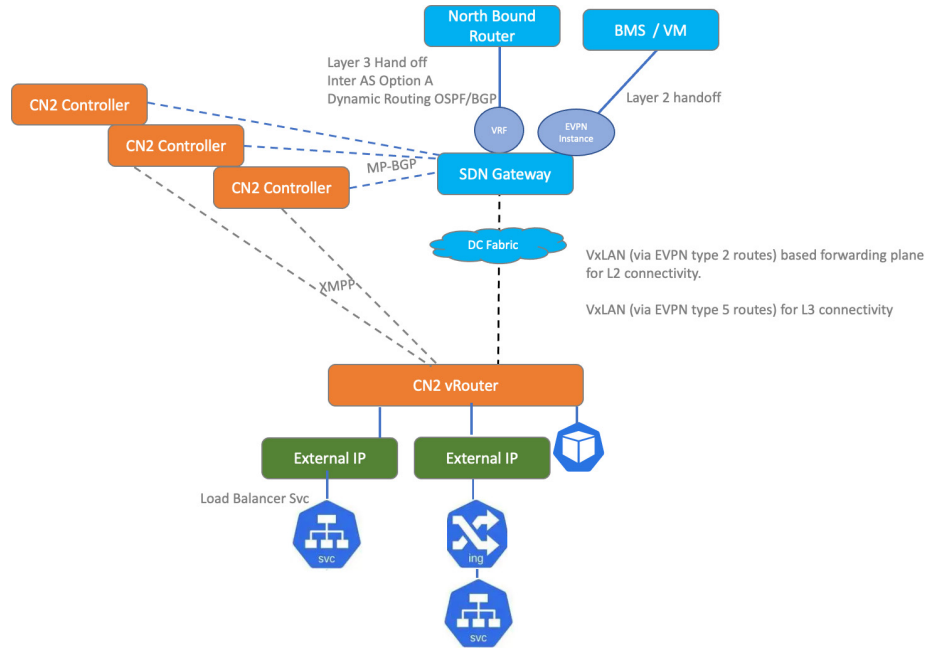 North Bound
Router
BMS / VM
Layer 3 Hand off
Inter AS Option A
Dynamic Routing OSPF/BGP
Layer 2 handoff
CN2 Controller
CN2 Controller
CN2 Controller
VRF
EVPN
Instance
MP-BGP
SDN Gateway
DC Fabric
VxLAN (via EVPN type 2 routes) based forwarding plane
for L2 connectivity.
VxLAN (via EVPN type 5 routes) for L3 connectivity
XMPP
CN2 vRouter
External IP
External IP
Load Balancer Svc
svc
ing
svc